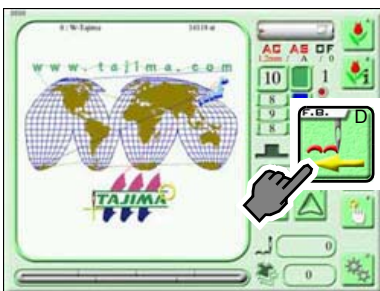 0 : W-Tajima 34118 st
www.tajima.com
TAJIMA
AC AS OF
1.2mm / A / 0
10 1
8
9
8
F.B. D
0
0